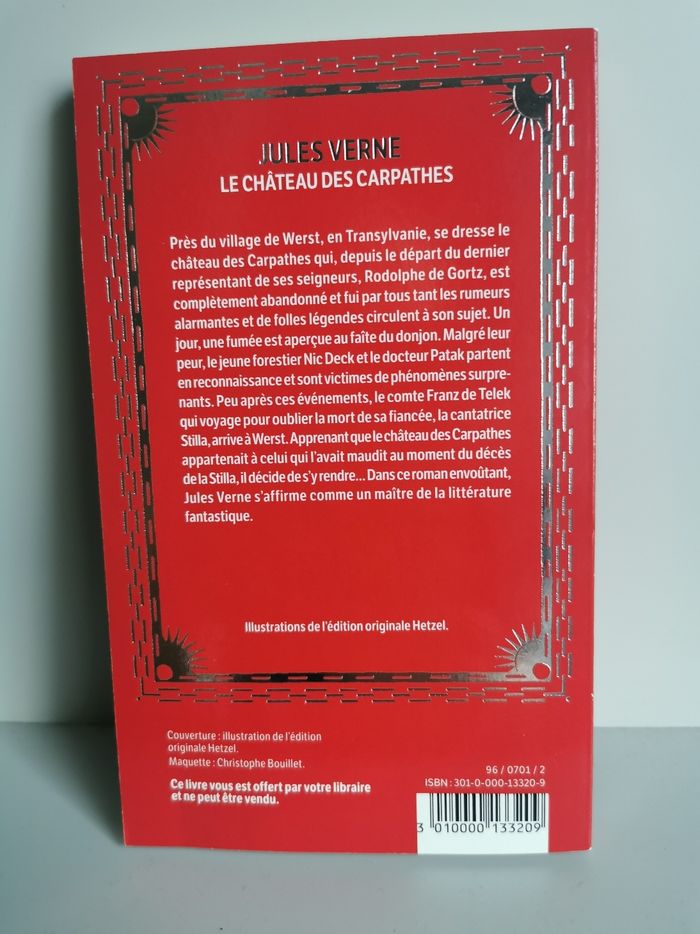 JULES VERNE
LE CHÂTEAU DES CARPATHES
Près du village de Werst, en Transylvanie, se dresse le
château des Carpathes qui, depuis le départ du dernier
représentant de ses seigneurs, Rodolphe de Gortz, est
complètement abandonné et fui par tous tant les rumeurs
alarmantes et de folles légendes circulent à son sujet. Un
jour, une fumée est aperçue au faîte du donjon. Malgré leur
peur, le jeune forestier Nic Deck et le docteur Patak partent
en reconnaissance et sont victimes de phénomènes surpre-
nants. Peu après ces événements, le comte Franz de Telek
qui voyage pour oublier la mort de sa fiancée, la cantatrice
Stilla, arrive à Werst. Apprenant que le château des Carpathes
appartenait à celui qui l'avait maudit au moment du décès
de la Stilla, il décide de s'y rendre... Dans ce roman envoûtant,
Jules Verne s'affirme comme un maître de la littérature
fantastique.
Illustrations de l'édition originale Hetzel.
Couverture : illustration de l'édition
originale Hetzel.
Maquette : Christophe Bouillet.
Ce livre vous est offert par votre libraire
et ne peut être vendu.
96 / 0701 / 2
ISBN : 301-0-000-13320-9
3 010000 133209